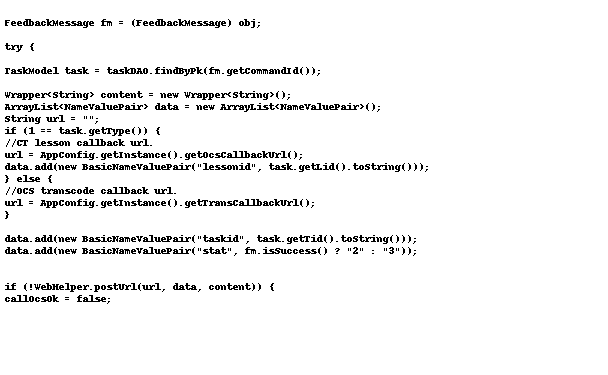 FeedbackMessage fm = (FeedbackMessage) obj;
try {
TaskModel task = taskDAO.findByPk(fm.getCommandId());
Wrapper<String> content = new Wrapper<String>();
ArrayList<NameValuePair> data = new ArrayList<NameValuePair>();
String url = "";
if (1 == task.getType()) {
//CT lesson callback url.
url = AppConfig.getInstance().getOcsCallbackUrl();
data.add(new BasicNameValuePair("lessonid", task.getLid().toString()));
} else {
//OCS transcode callback url.
url = AppConfig.getInstance().getTransCallbackUrl();
}
data.add(new BasicNameValuePair("taskid", task.getTid().toString()));
data.add(new BasicNameValuePair("stat", fm.isSuccess() ? "2" : "3"));
if (!WebHelper.postUrl(url, data, content)) {
callOcsOk = false;